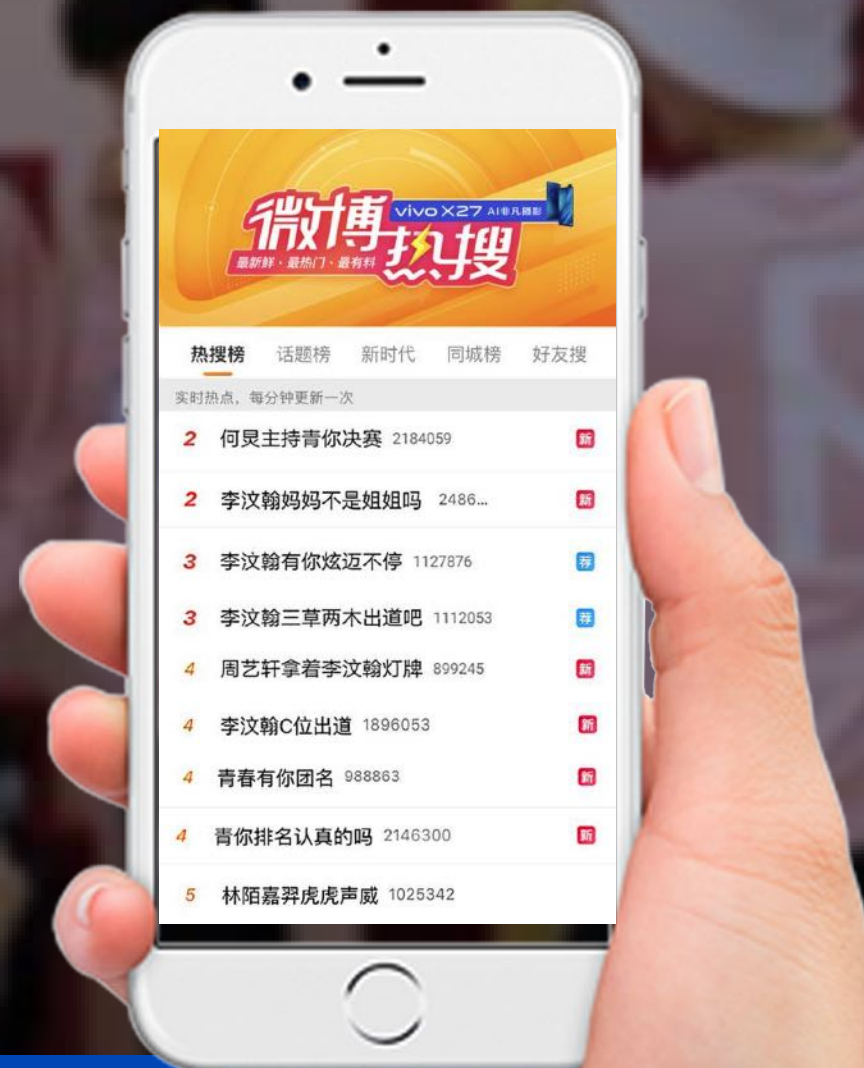 微博热搜
vivo X27 AI非凡摄影
最新鲜·最热门·最有料
热搜榜 话题榜 新时代 同城榜 好友搜
实时热点，每分钟更新一次
2 何炅主持青你决赛 2184059 新
2 李汶翰妈妈不是姐姐吗 2486... 新
3 李汶翰有你炫迈不停 1127876 荐
3 李汶翰三草两木出道吧 1112053 荐
4 周艺轩拿着李汶翰灯牌 899245 新
4 李汶翰C位出道 1896053 新
4 青春有你团名 988863 新
4 青你排名认真的吗 2146300 新
5 林陌嘉羿虎虎声威 1025342